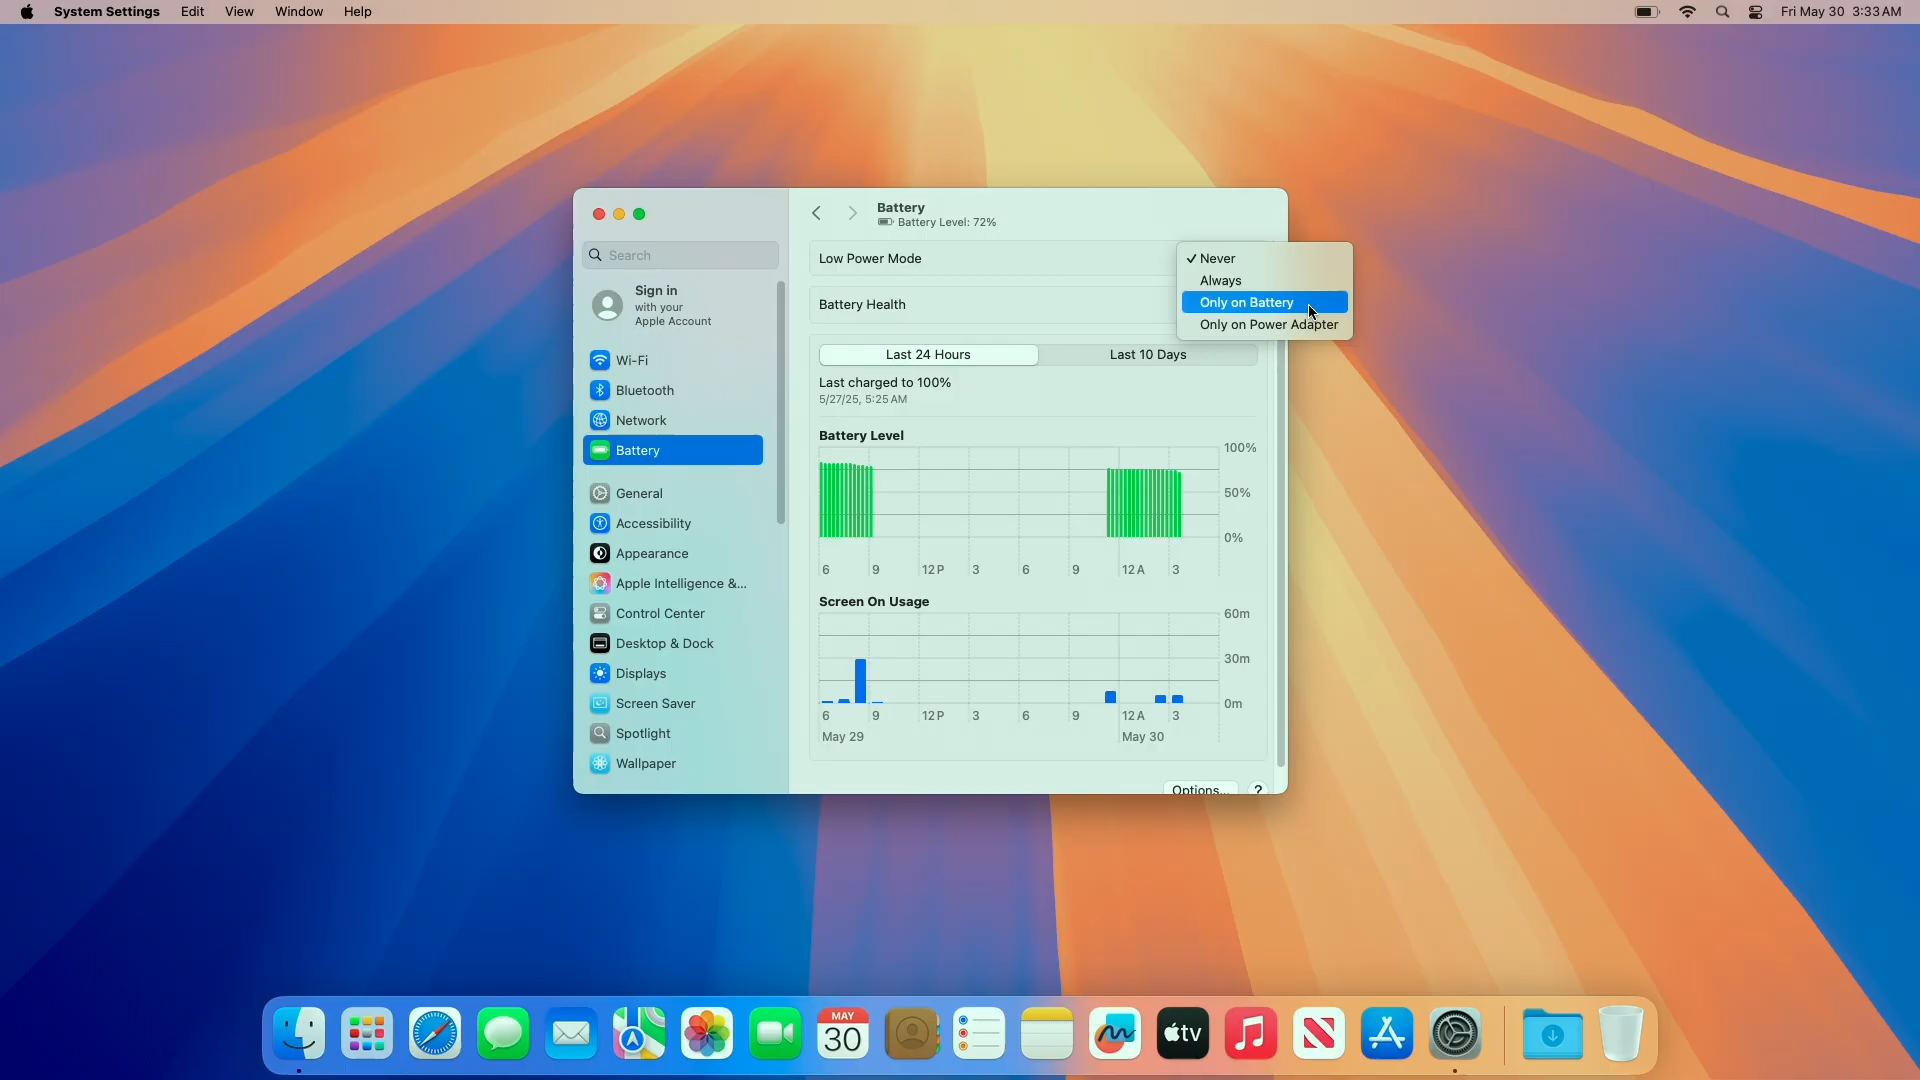 System Settings Edit View Window Help
Fri May 30 3:33 AM
Battery
Battery Level: 72%
Search
Sign in
with your
Apple Account
Wi-Fi
Bluetooth
Network
Battery
General
Accessibility
Appearance
Apple Intelligence &...
Control Center
Desktop & Dock
Displays
Screen Saver
Spotlight
Wallpaper
Low Power Mode
✓ Never
Always
Only on Battery
Only on Power Adapter
Battery Health
Last 24 Hours Last 10 Days
Last charged to 100%
5/27/25, 5:25 AM
Battery Level
100%
50%
0%
6 9 12 P 3 6 9 12 A 3
Screen On Usage
60m
30m
0m
6 9 12 P 3 6 9 12 A 3
May 29 May 30
Options... ?
MAY
30
tv